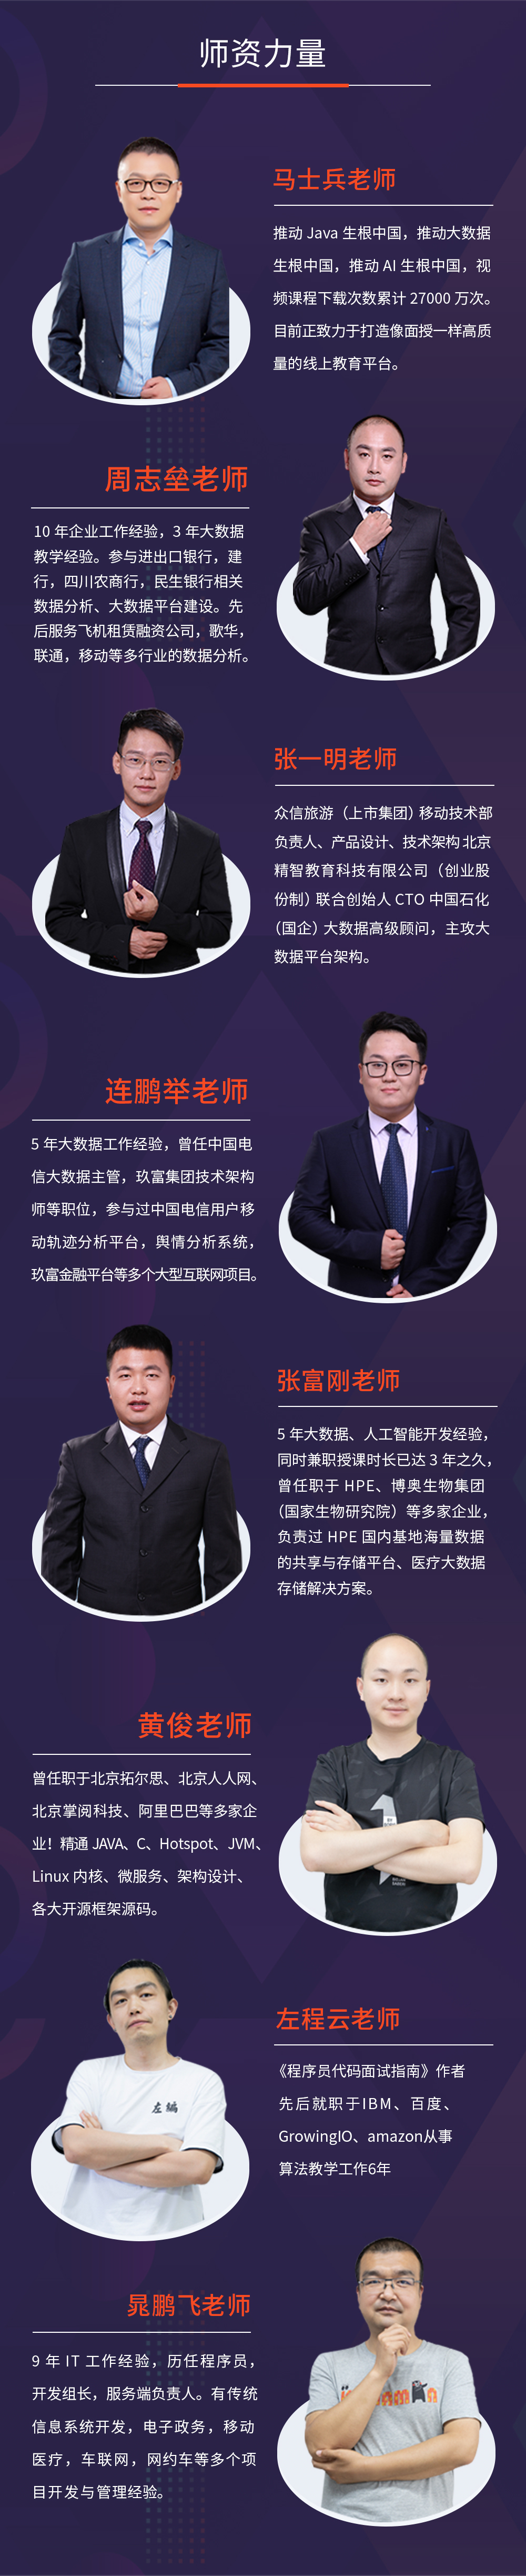 师资力量
马士兵老师
推动 Java 生根中国，推动大数据
生根中国，推动 AI 生根中国，视
频课程下载次数累计 27000 万次。
目前正致力于打造像面授一样高质
量的线上教育平台。
周志垒老师
10 年企业工作经验，3 年大数据
教学经验。参与进出口银行，建
行，四川农商行，民生银行相关
数据分析、大数据平台建设。先
后服务飞机租赁融资公司，歌华，
联通，移动等多行业的数据分析。
张一明老师
众信旅游（上市集团）移动技术部
负责人、产品设计、技术架构 北京
精智教育科技有限公司（创业股
份制）联合创始人 CTO 中国石化
（国企）大数据高级顾问，主攻大
数据平台架构。
连鹏举老师
5 年大数据工作经验，曾任中国电
信大数据主管，玖富集团技术架构
师等职位，参与过中国电信用户移
动轨迹分析平台，舆情分析系统，
玖富金融平台等多个大型互联网项目。
张富刚老师
5 年大数据、人工智能开发经验，
同时兼职授课时长已达 3 年之久，
曾任职于 HPE、博奥生物集团
（国家生物研究院）等多家企业，
负责过 HPE 国内基地海量数据
的共享与存储平台、医疗大数据
存储解决方案。
黄俊老师
曾任职于北京拓尔思、北京人人网、
北京掌阅科技、阿里巴巴等多家企
业！精通 JAVA、C、Hotspot、JVM、
Linux 内核、微服务、架构设计、
各大开源框架源码。
左程云老师
左编
《程序员代码面试指南》作者
先后就职于IBM、百度、
GrowingIO、amazon从事
算法教学工作6年
晁鹏飞老师
9 年 IT 工作经验，历任程序员，
开发组长，服务端负责人。有传统
信息系统开发，电子政务，移动
医疗，车联网，网约车等多个项
目开发与管理经验。